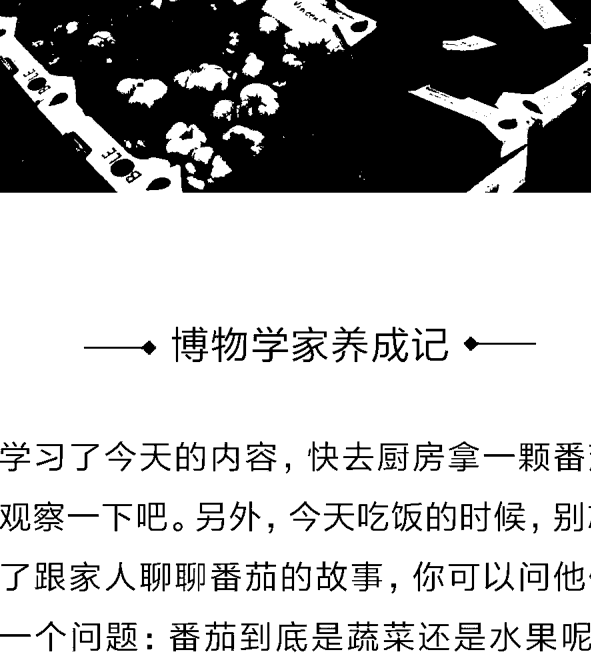 Vincent
BOLE
BOLE
博物学家养成记
学习了今天的内容，快去厨房拿一颗番
观察一下吧。另外，今天吃饭的时候，别
了跟家人聊聊番茄的故事，你可以问他
一个问题：番茄到底是蔬菜还是水果呢